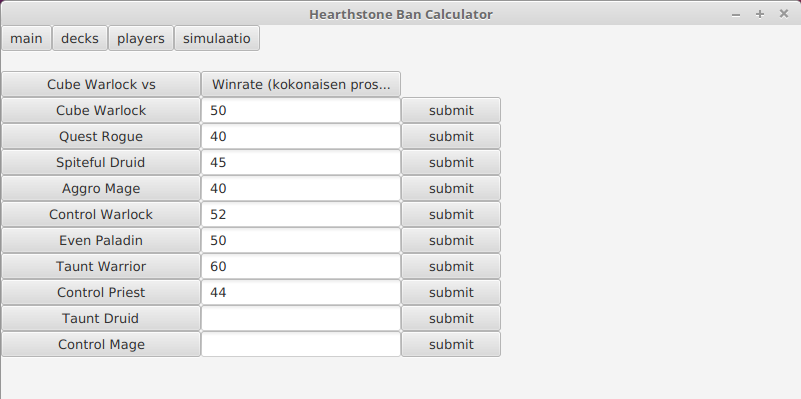 Hearthstone Ban Calculator
main decks players simulaatio
Cube Warlock vs Winrate (kokonaisen pros...
Cube Warlock 50 submit
Quest Rogue 40 submit
Spiteful Druid 45 submit
Aggro Mage 40 submit
Control Warlock 52 submit
Even Paladin 50 submit
Taunt Warrior 60 submit
Control Priest 44 submit
Taunt Druid submit
Control Mage submit